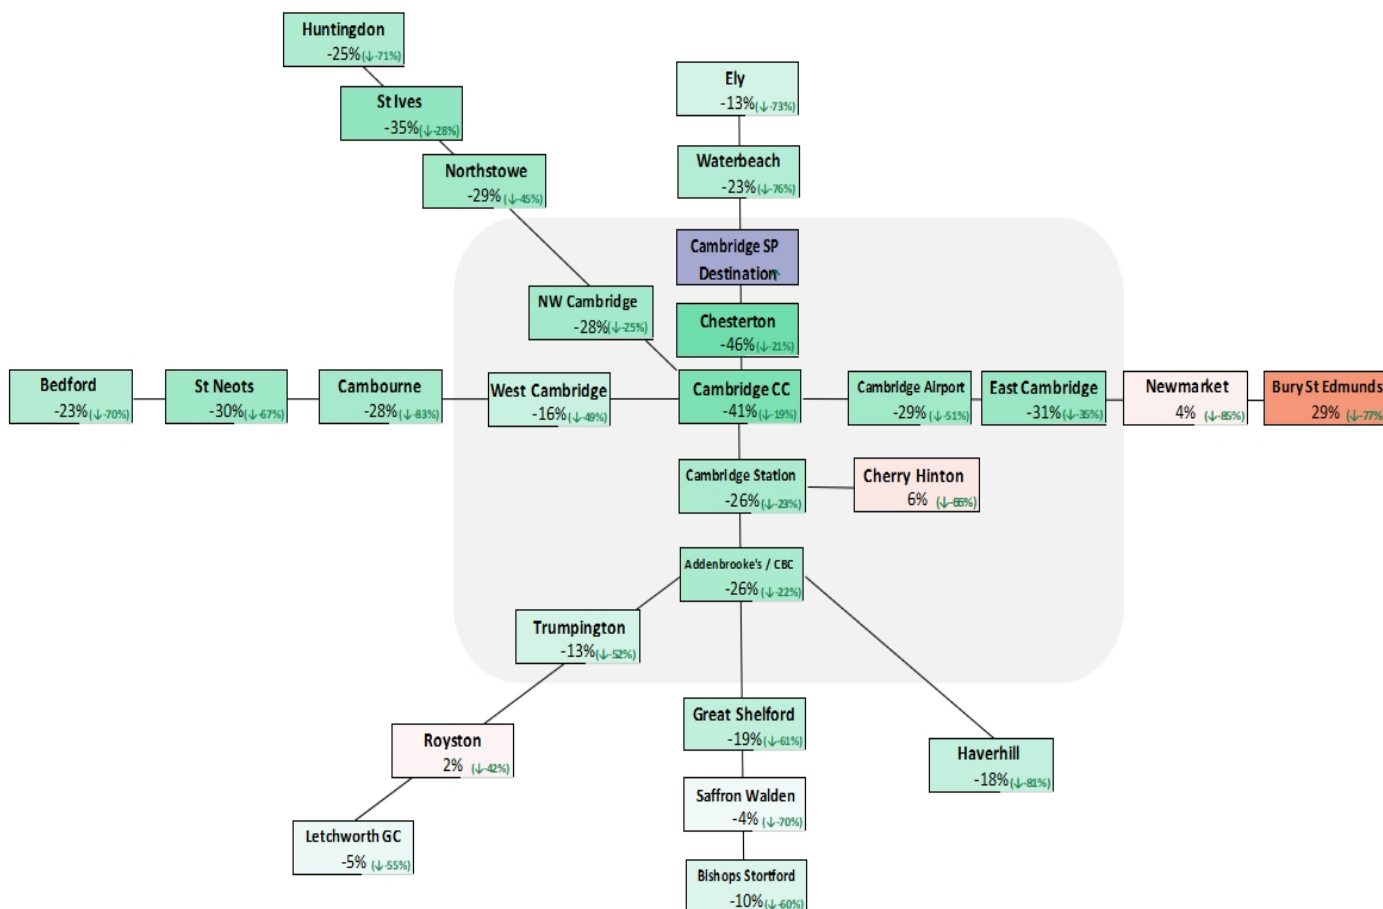 Huntingdon
-25%(↓-71%)
St Ives
-35%(↓-28%)
Northstowe
-29%(↓-45%)
Ely
-13%(↓-73%)
Waterbeach
-23%(↓-76%)
Cambridge SP
Destination↑
NW Cambridge
-28%(↓-25%)
Chesterton
-46%(↓-21%)
Bedford
-23%(↓-70%)
St Neots
-30%(↓-67%)
Cambourne
-28%(↓-83%)
West Cambridge
-16%(↓-49%)
Cambridge CC
-41%(↓-19%)
Cambridge Airport
-29%(↓-51%)
East Cambridge
-31%(↓-35%)
Newmarket
4% (↓-85%)
Bury St Edmunds
29% (↓-77%)
Cambridge Station
-26%(↓-23%)
Cherry Hinton
6% (↓-66%)
Addenbrooke's / CBC
-26%(↓-22%)
Trumpington
-13%(↓-52%)
Royston
2% (↓-42%)
Letchworth GC
-5% (↓-55%)
Great Shelford
-19%(↓-61%)
Saffron Walden
-4% (↓-70%)
Bishops Stortford
-10%(↓-60%)
Haverhill
-18%(↓-81%)